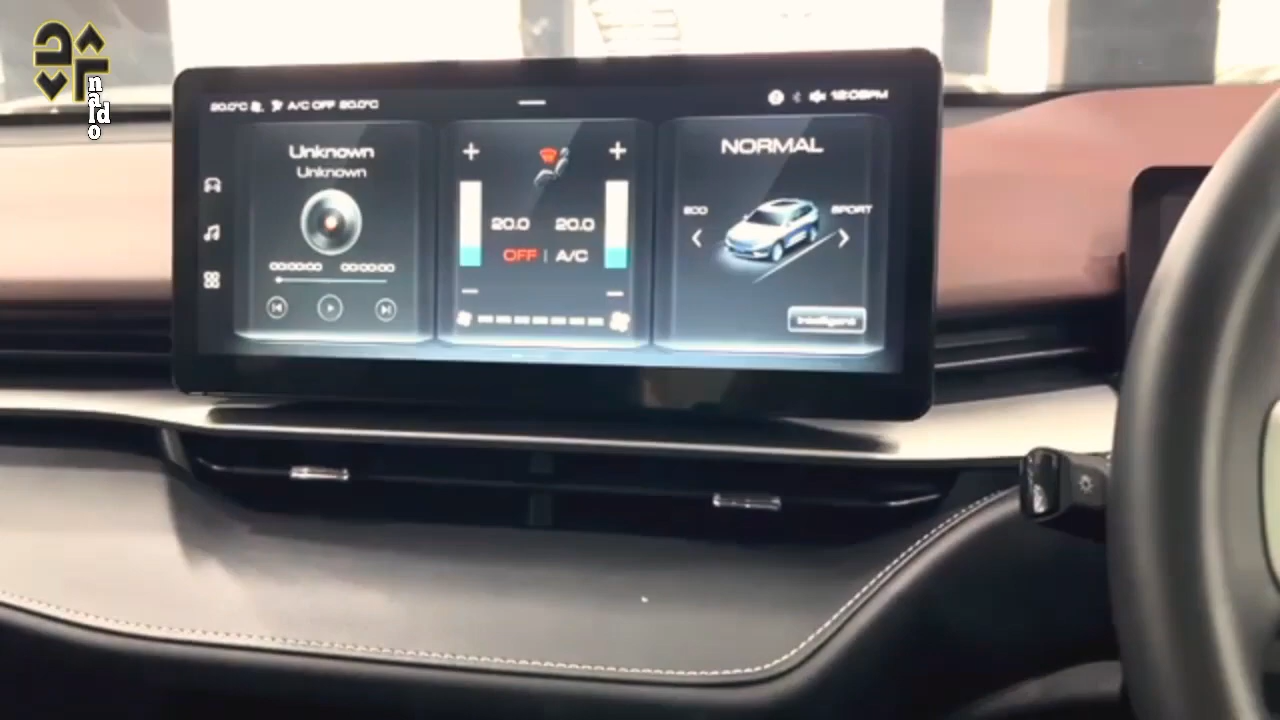 20.0°C A/C OFF 20.0°C
12:08PM
Unknown
Unknown
00:00:00 00:00:00
+ +
20.0 20.0
OFF | A/C
NORMAL
ECO SPORT
Intelligent
naldo